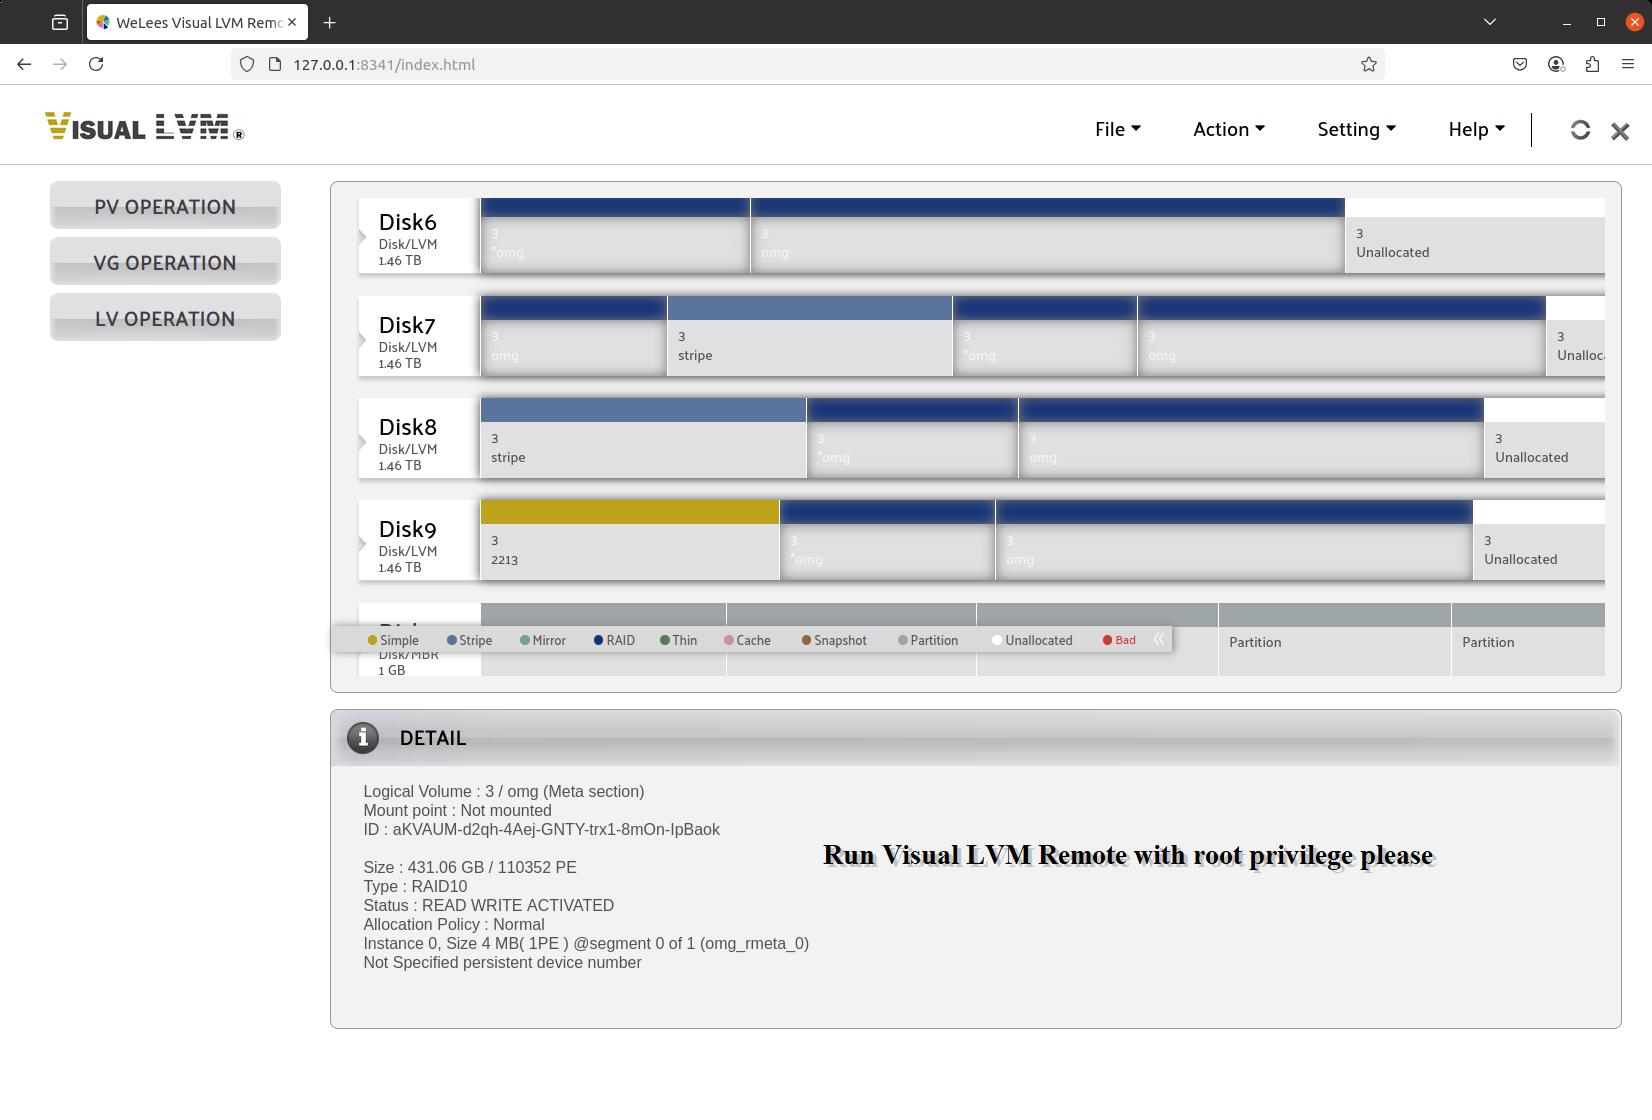 WeLees Visual LVM Remo
127.0.0.1:8341/index.html
VISUAL LVM ®
File Action Setting Help
PV OPERATION
VG OPERATION
LV OPERATION
Disk6
Disk/LVM
1.46 TB
3
*omg
3
omg
3
Unallocated
Disk7
Disk/LVM
1.46 TB
3
omg
3
stripe
3
*omg
3
omg
3
Unalloc
Disk8
Disk/LVM
1.46 TB
3
stripe
3
*omg
3
omg
3
Unallocated
Disk9
Disk/LVM
1.46 TB
3
2213
3
*omg
3
omg
3
Unallocated
Simple Stripe Mirror RAID Thin Cache Snapshot Partition Unallocated Bad
Disk/MBR
1 GB
Partition
Partition
DETAIL
Logical Volume : 3 / omg (Meta section)
Mount point : Not mounted
ID : aKVAUM-d2qh-4Aej-GNTY-trx1-8mOn-IpBaok
Run Visual LVM Remote with root privilege please
Size : 431.06 GB / 110352 PE
Type : RAID10
Status : READ WRITE ACTIVATED
Allocation Policy : Normal
Instance 0, Size 4 MB( 1PE ) @segment 0 of 1 (omg_rmeta_0)
Not Specified persistent device number